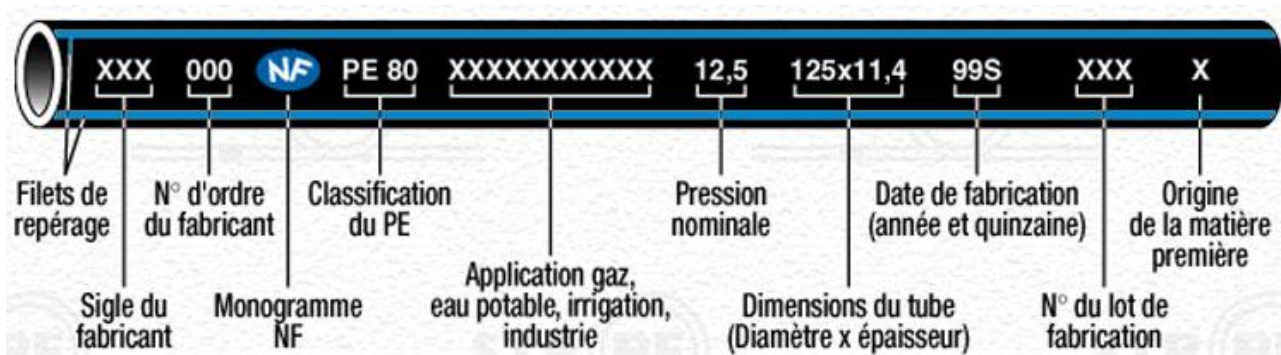 XXX 000 NF PE 80 XXXXXXXXXXX 12,5 125x11,4 99S XXX X
Filets de
repérage
N° d'ordre
du fabricant
Classification
du PE
Pression
nominale
Date de fabrication
(année et quinzaine)
Origine
de la matière
première
Sigle du
fabricant
Monogramme
NF
Application gaz,
eau potable, irrigation,
industrie
Dimensions du tube
(Diamètre x épaisseur)
N° du lot de
fabrication